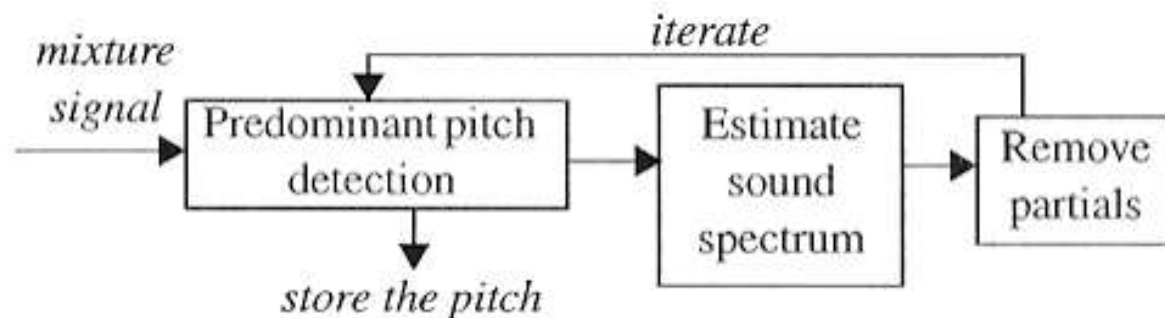 iterate
mixture
signal
Predominant pitch
detection
Estimate
sound
spectrum
Remove
partials
store the pitch